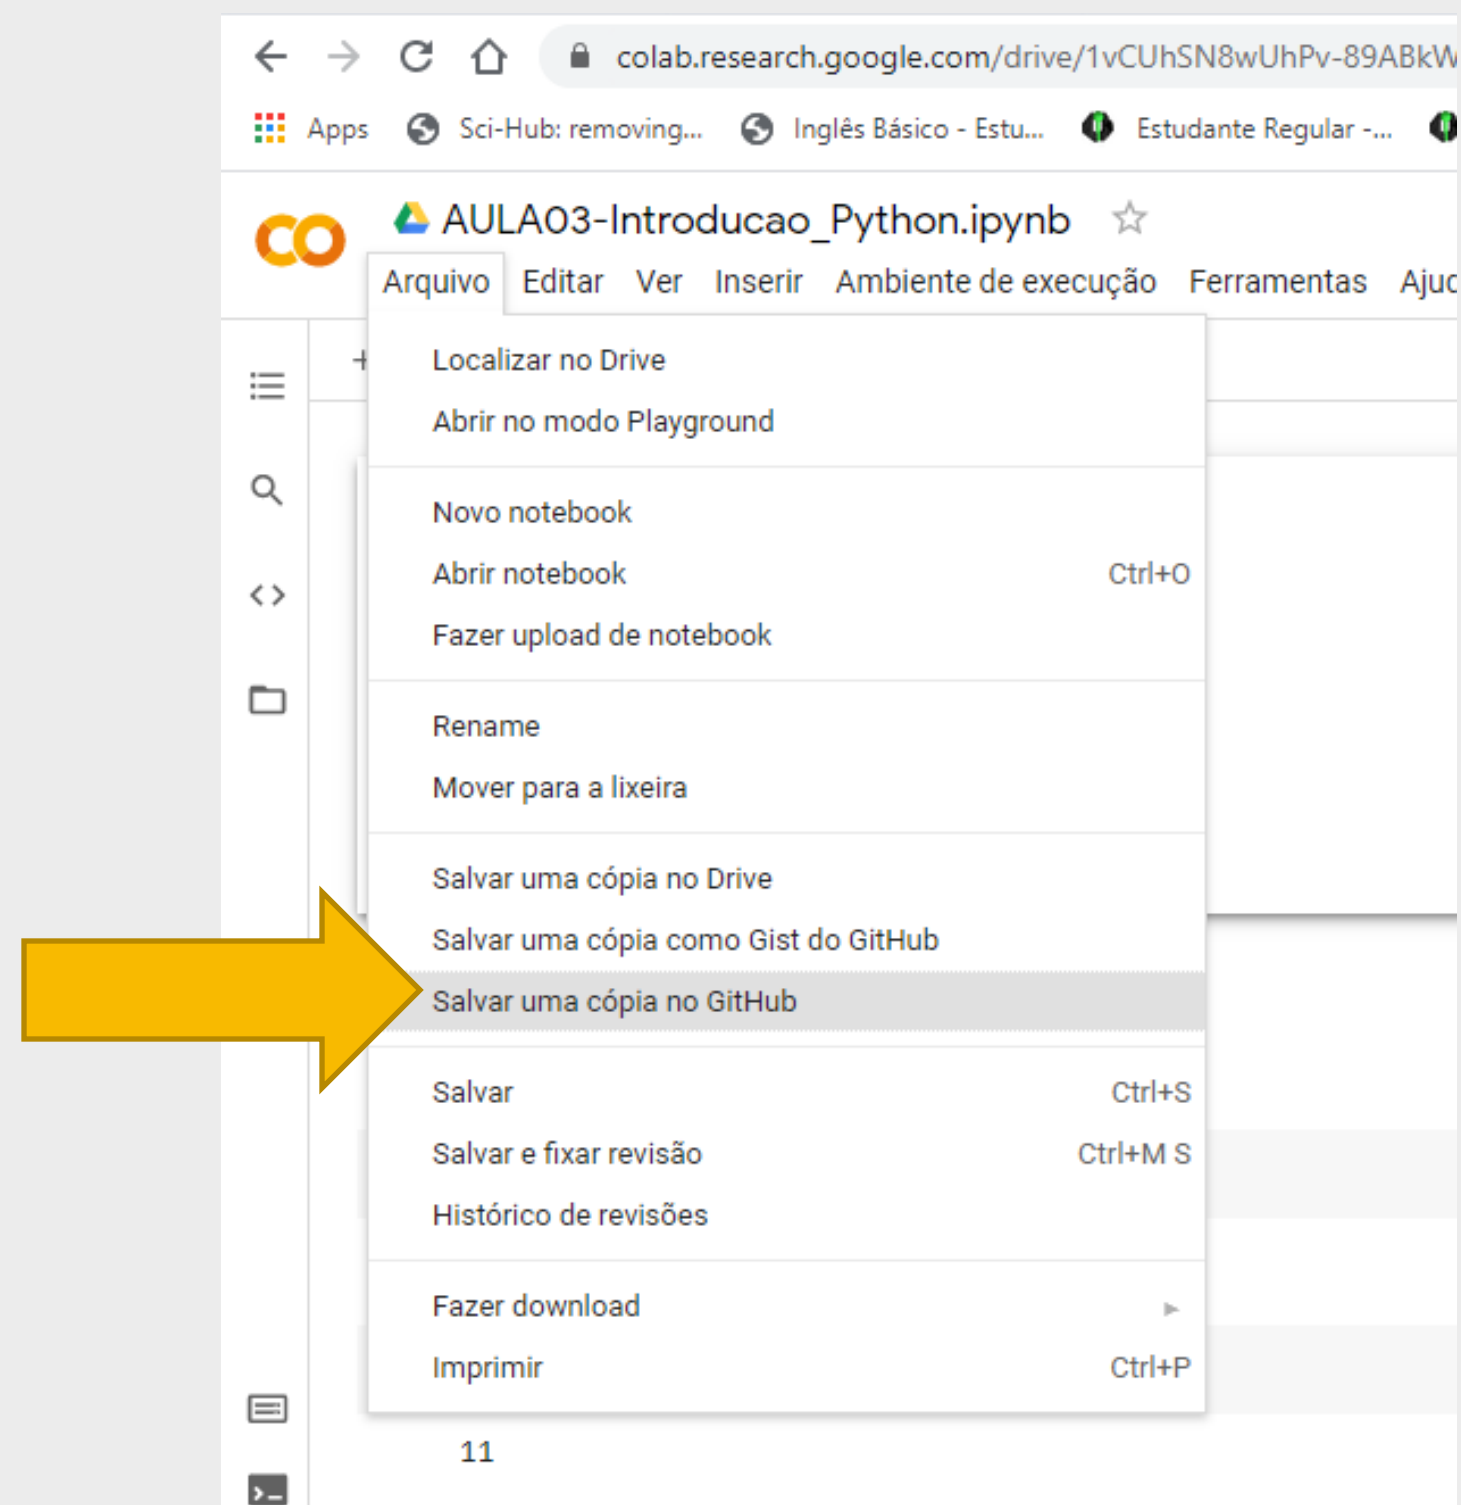 colab.research.google.com/drive/1vCUhSN8wUhPv-89ABkW
Apps Sci-Hub: removing... Inglês Básico - Estu... Estudante Regular -...
CO AULA03-Introducao_Python.ipynb
Arquivo Editar Ver Inserir Ambiente de execução Ferramentas Ajuc
Localizar no Drive
Abrir no modo Playground
Novo notebook
Abrir notebook Ctrl+O
Fazer upload de notebook
Rename
Mover para a lixeira
Salvar uma cópia no Drive
Salvar uma cópia como Gist do GitHub
Salvar uma cópia no GitHub
Salvar Ctrl+S
Salvar e fixar revisão Ctrl+M S
Histórico de revisões
Fazer download
Imprimir Ctrl+P
11